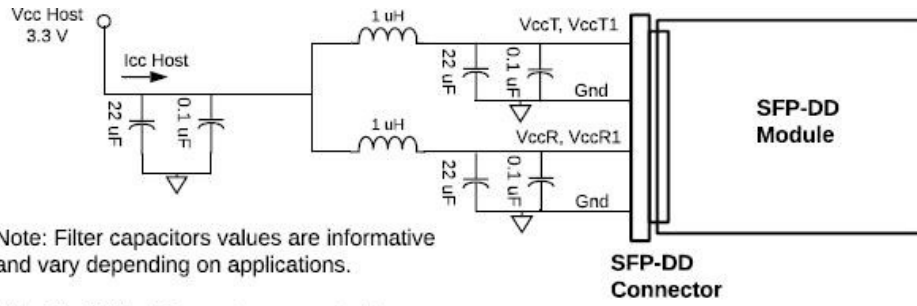 Vcc Host
3.3 V
Icc Host
22 uF
0.1 uF
1 uH
VccT, VccT1
22 uF
0.1 uF
Gnd
1 uH
VccR, VccR1
22 uF
0.1 uF
Gnd
SFP-DD
Module
SFP-DD
Connector
Note: Filter capacitors values are informative
and vary depending on applications.